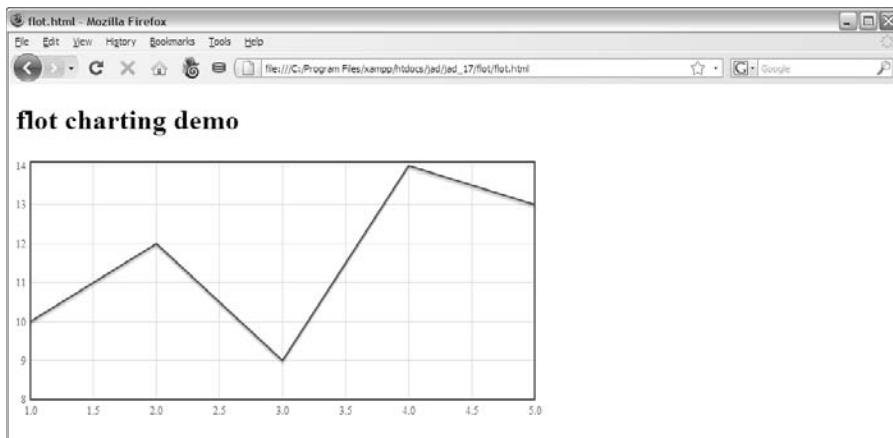 flot.html - Mozilla Firefox
File Edit View History Bookmarks Tools Help
file:///C:/Program Files/xampp/htdocs/jad/jad_17/flot/flot.html
G Google
flot charting demo
14
13
12
11
10
9
8
1.0 1.5 2.0 2.5 3.0 3.5 4.0 4.5 5.0